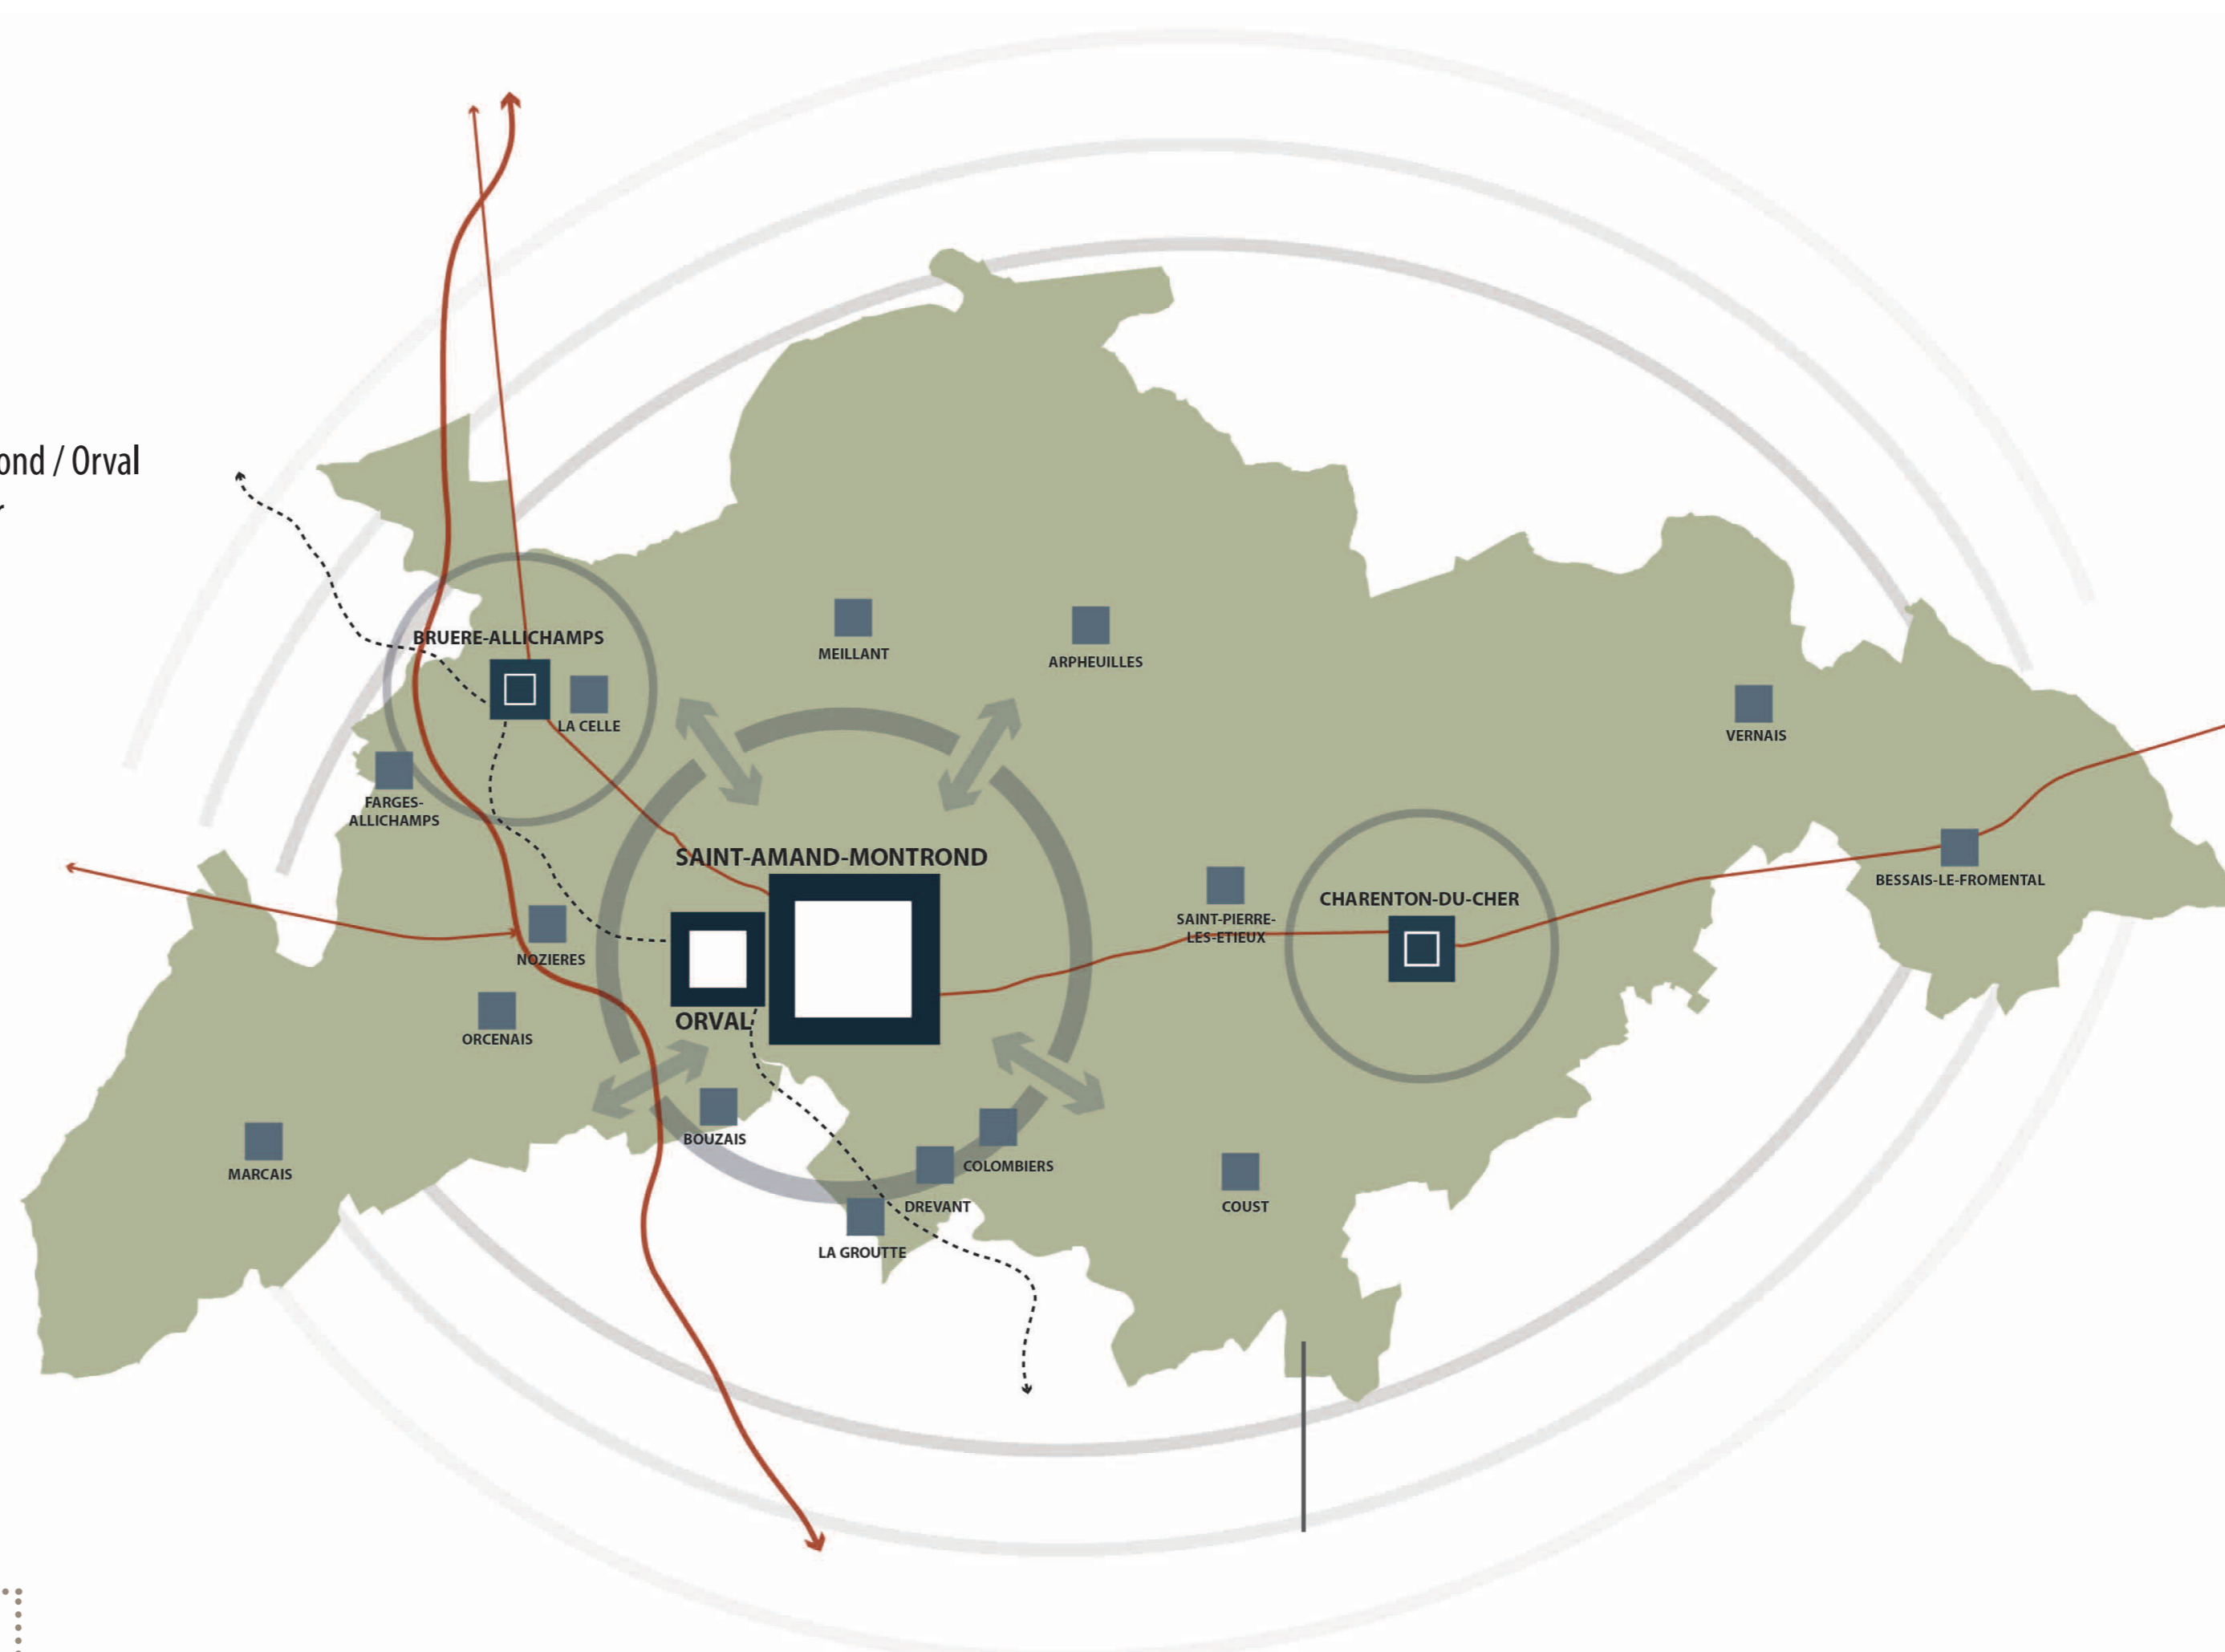 ond / Orval
r
BRUERE-ALLICHAMPS
MEILLANT
ARPHEUILLES
LA CELLE
VERNAIS
FARGES-
ALLICHAMPS
SAINT-AMAND-MONTROND
BESSAIS-LE-FROMENTAL
CHARENTON-DU-CHER
SAINT-PIERRE-
LES-ETIEUX
NOZIERES
ORVAL
ORCENAIS
BOUZAIS
COLOMBIERS
MARCAIS
DREVANT
COUST
LA GROUTTE